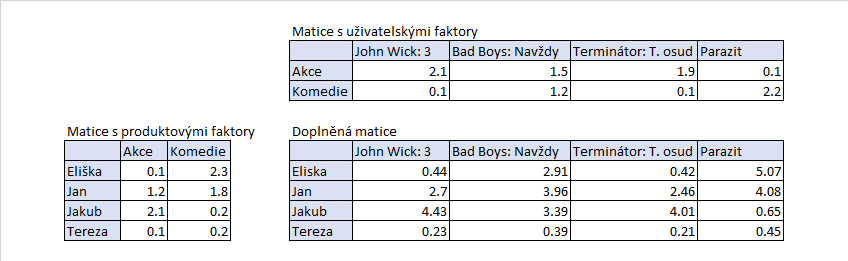 Matice s uživatelskými faktory
John Wick: 3 Bad Boys: Navždy Terminátor: T. osud Parazit
Akce 2.1 1.5 1.9 0.1
Komedie 0.1 1.2 0.1 2.2
Matice s produktovými faktory
Akce Komedie
Eliška 0.1 2.3
Jan 1.2 1.8
Jakub 2.1 0.2
Tereza 0.1 0.2
Doplněná matice
John Wick: 3 Bad Boys: Navždy Terminátor: T. osud Parazit
Eliska 0.44 2.91 0.42 5.07
Jan 2.7 3.96 2.46 4.08
Jakub 4.43 3.39 4.01 0.65
Tereza 0.23 0.39 0.21 0.45